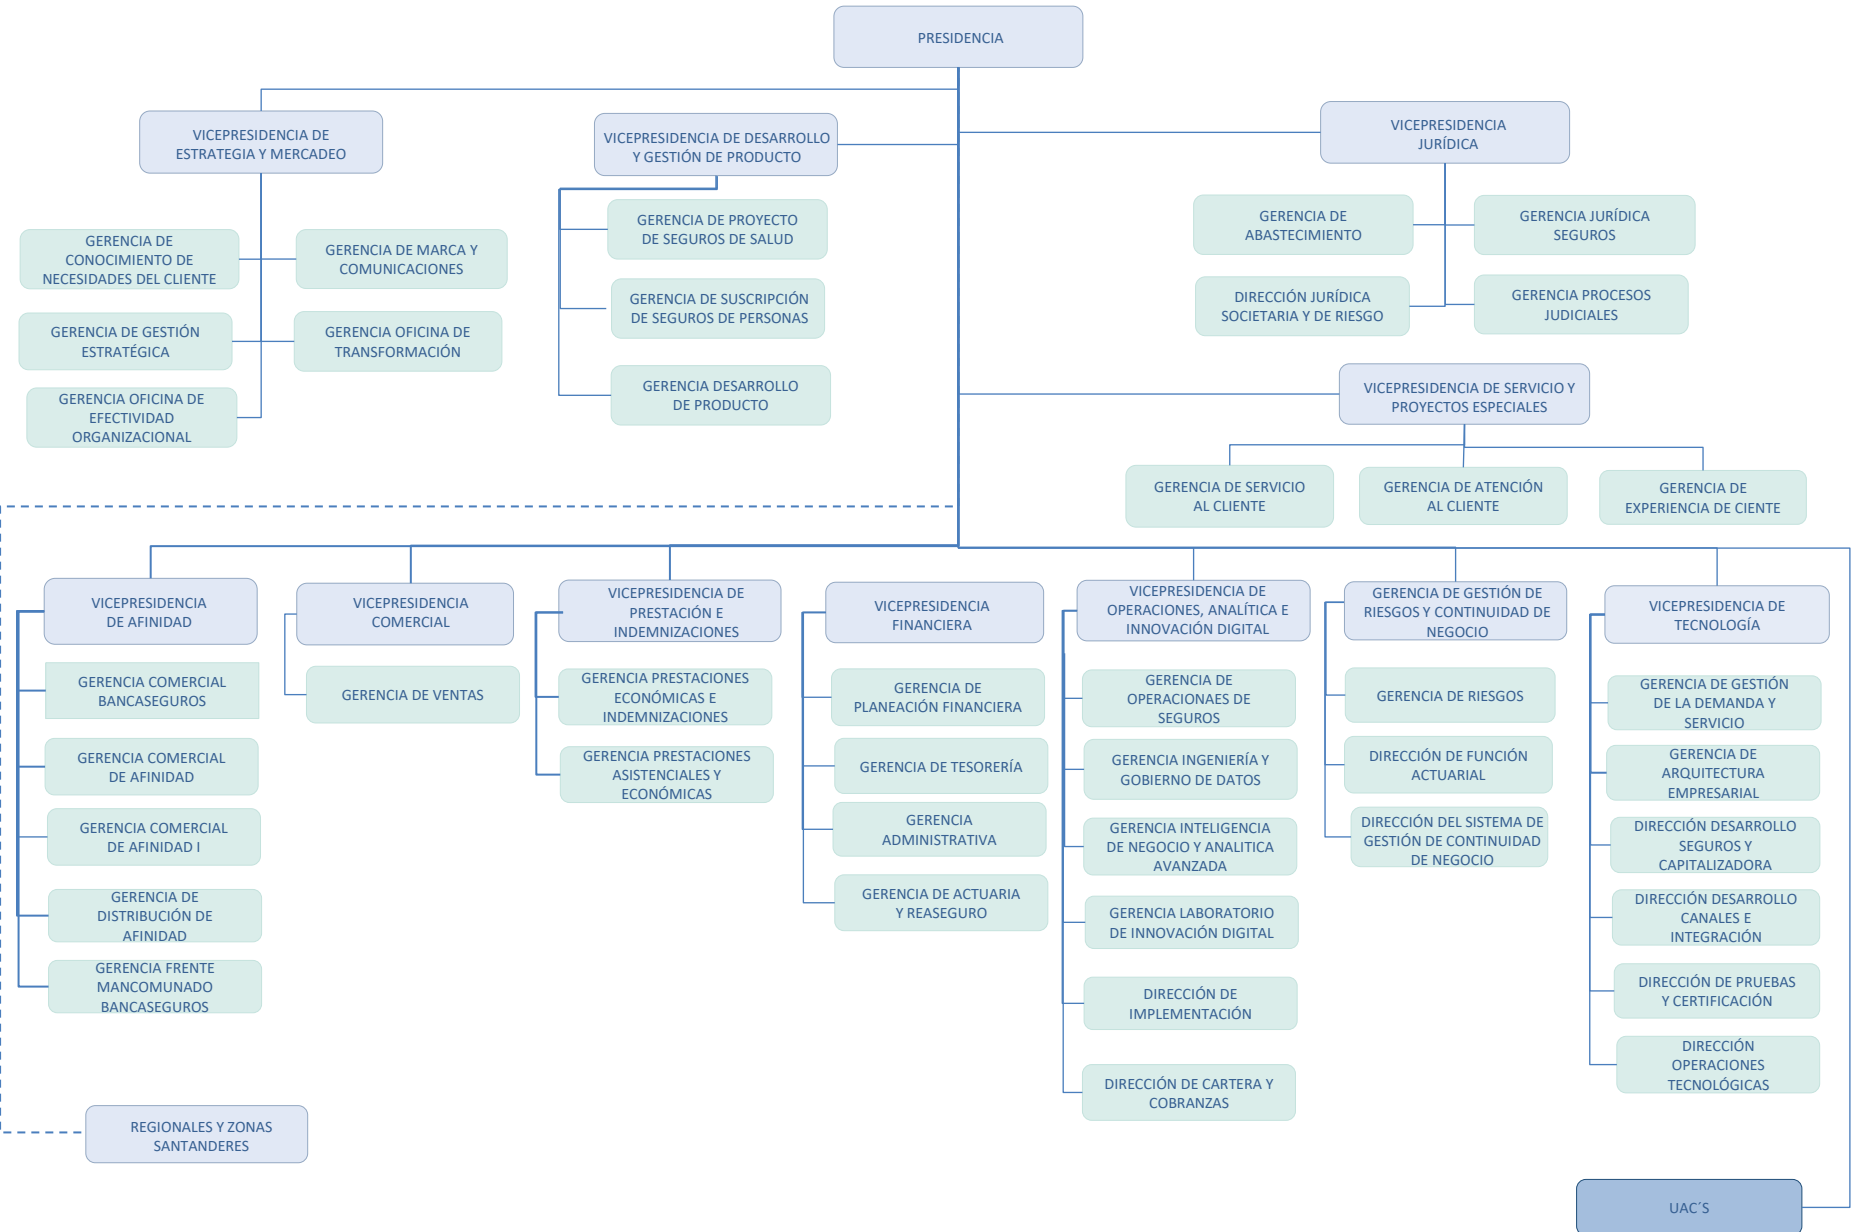 PRESIDENCIA
VICEPRESIDENCIA DE
ESTRATEGIA Y MERCADEO
GERENCIA DE
CONOCIMIENTO DE
NECESIDADES DEL CLIENTE
GERENCIA DE MARCA Y
COMUNICACIONES
GERENCIA DE GESTIÓN
ESTRATÉGICA
GERENCIA OFICINA DE
TRANSFORMACIÓN
GERENCIA OFICINA DE
EFECTIVIDAD
ORGANIZACIONAL
VICEPRESIDENCIA DE DESARROLLO
Y GESTIÓN DE PRODUCTO
GERENCIA DE PROYECTO
DE SEGUROS DE SALUD
GERENCIA DE SUSCRIPCIÓN
DE SEGUROS DE PERSONAS
GERENCIA DESARROLLO
DE PRODUCTO
VICEPRESIDENCIA
JURÍDICA
GERENCIA DE
ABASTECIMIENTO
GERENCIA JURÍDICA
SEGUROS
DIRECCIÓN JURÍDICA
SOCIETARIA Y DE RIESGO
GERENCIA PROCESOS
JUDICIALES
VICEPRESIDENCIA DE SERVICIO Y
PROYECTOS ESPECIALES
GERENCIA DE SERVICIO
AL CLIENTE
GERENCIA DE ATENCIÓN
AL CLIENTE
GERENCIA DE
EXPERIENCIA DE CIENTE
VICEPRESIDENCIA
DE AFINIDAD
GERENCIA COMERCIAL
BANCASEGUROS
GERENCIA COMERCIAL
DE AFINIDAD
GERENCIA COMERCIAL
DE AFINIDAD I
GERENCIA DE
DISTRIBUCIÓN DE
AFINIDAD
GERENCIA FRENTE
MANCOMUNADO
BANCASEGUROS
VICEPRESIDENCIA
COMERCIAL
GERENCIA DE VENTAS
VICEPRESIDENCIA DE
PRESTACIÓN E
INDEMNIZACIONES
GERENCIA PRESTACIONES
ECONÓMICAS E
INDEMNIZACIONES
GERENCIA PRESTACIONES
ASISTENCIALES Y
ECONÓMICAS
VICEPRESIDENCIA
FINANCIERA
GERENCIA DE
PLANEACIÓN FINANCIERA
GERENCIA DE TESORERÍA
GERENCIA
ADMINISTRATIVA
GERENCIA DE ACTUARIA
Y REASEGURO
VICEPRESIDENCIA DE
OPERACIONES, ANALÍTICA E
INNOVACIÓN DIGITAL
GERENCIA DE
OPERACIONAES DE
SEGUROS
GERENCIA INGENIERÍA Y
GOBIERNO DE DATOS
GERENCIA INTELIGENCIA
DE NEGOCIO Y ANALITICA
AVANZADA
GERENCIA LABORATORIO
DE INNOVACIÓN DIGITAL
DIRECCIÓN DE
IMPLEMENTACIÓN
DIRECCIÓN DE CARTERA Y
COBRANZAS
GERENCIA DE GESTIÓN DE
RIESGOS Y CONTINUIDAD DE
NEGOCIO
GERENCIA DE RIESGOS
DIRECCIÓN DE FUNCIÓN
ACTUARIAL
DIRECCIÓN DEL SISTEMA DE
GESTIÓN DE CONTINUIDAD
DE NEGOCIO
VICEPRESIDENCIA DE
TECNOLOGÍA
GERENCIA DE GESTIÓN
DE LA DEMANDA Y
SERVICIO
GERENCIA DE
ARQUITECTURA
EMPRESARIAL
DIRECCIÓN DESARROLLO
SEGUROS Y
CAPITALIZADORA
DIRECCIÓN DESARROLLO
CANALES E
INTEGRACIÓN
DIRECCIÓN DE PRUEBAS
Y CERTIFICACIÓN
DIRECCIÓN
OPERACIONES
TECNOLÓGICAS
REGIONALES Y ZONAS
SANTANDERES
UAC´S